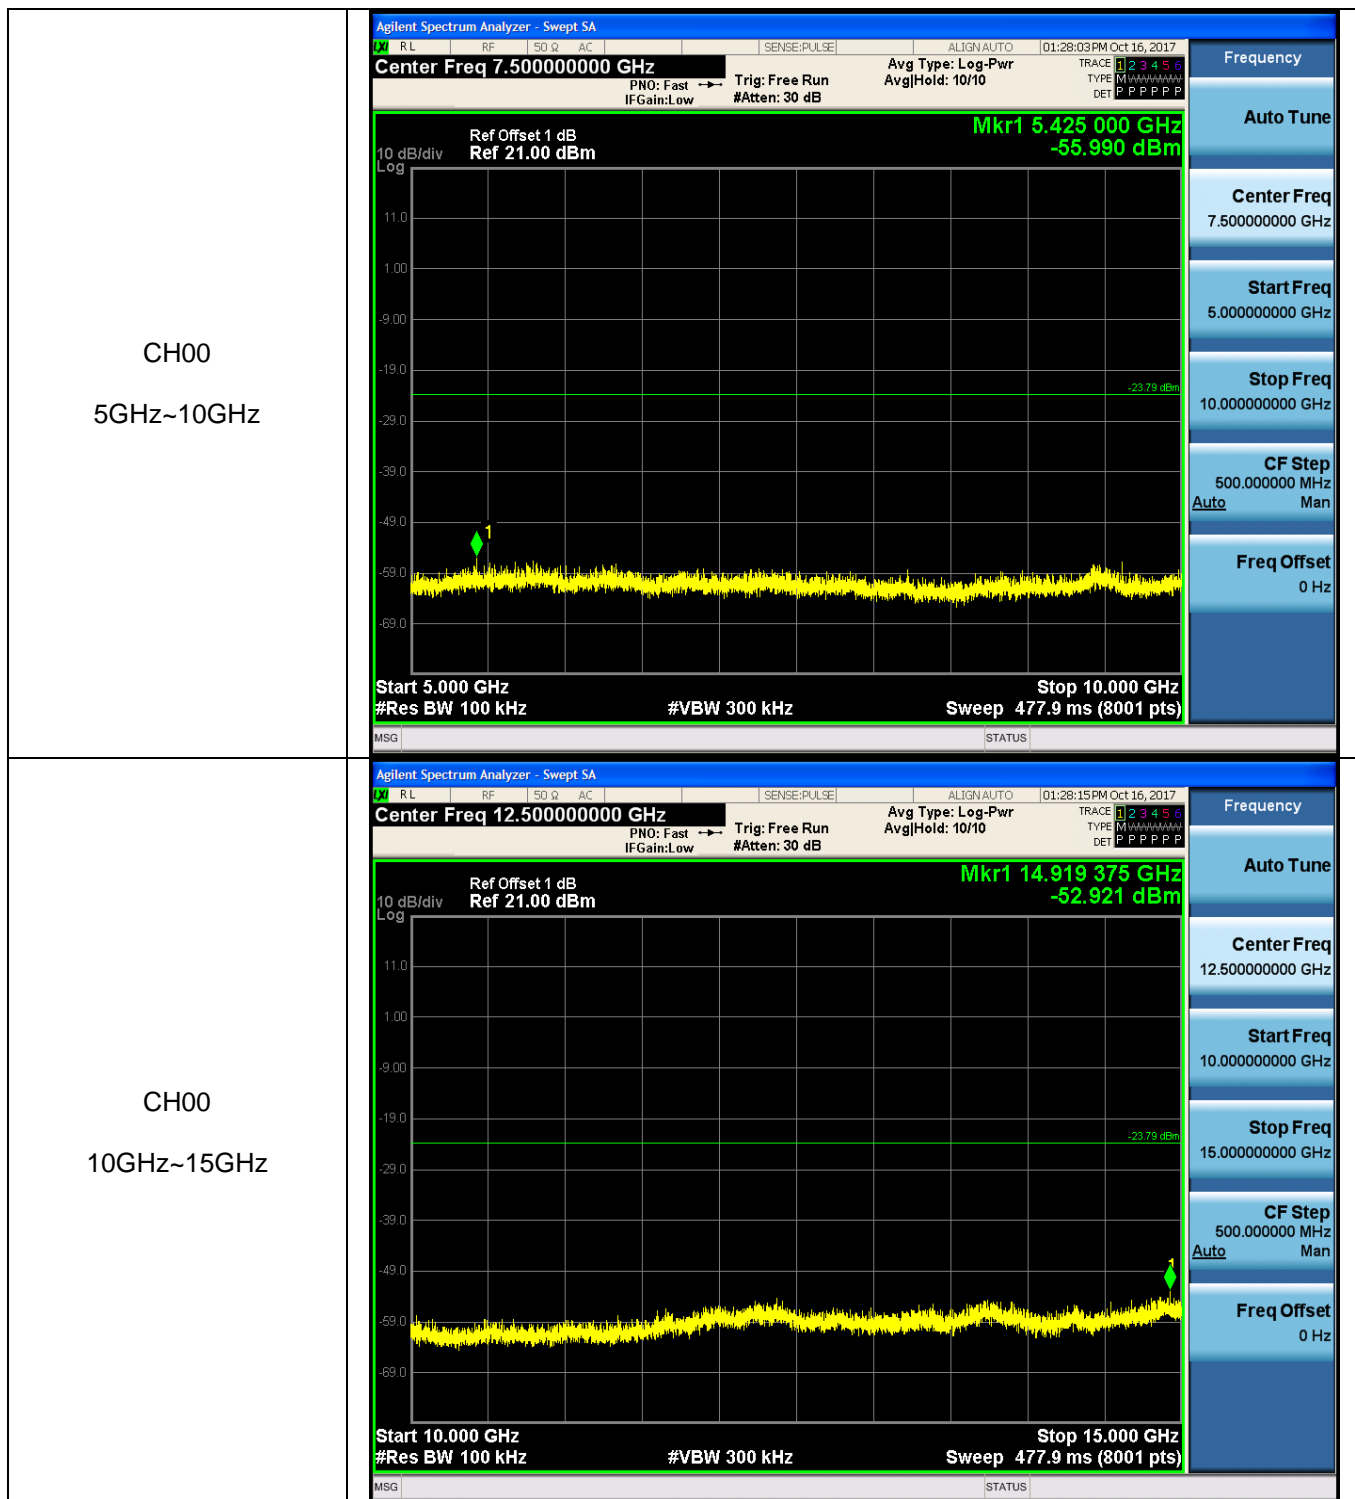 CH00
5GHz~10GHz
Agilent Spectrum Analyzer - Swept SA
LXI RL RF 50 Ω AC SENSE:PULSE ALIGN AUTO 01:28:03 PM Oct 16, 2017
Center Freq 7.500000000 GHz
PNO: Fast
IFGain:Low
Trig: Free Run
#Atten: 30 dB
Avg Type: Log-Pwr
Avg|Hold: 10/10
TRACE 1 2 3 4 5 6
TYPE M
DET P P P P P P
Mkr1 5.425 000 GHz
-55.990 dBm
Ref Offset 1 dB
10 dB/div Ref 21.00 dBm
Log
11.0
1.00
-9.00
-19.0
-23.79 dBm
-29.0
-39.0
-49.0
1
-59.0
-69.0
Start 5.000 GHz Stop 10.000 GHz
#Res BW 100 kHz #VBW 300 kHz Sweep 477.9 ms (8001 pts)
MSG STATUS
Frequency
Auto Tune
Center Freq
7.500000000 GHz
Start Freq
5.000000000 GHz
Stop Freq
10.000000000 GHz
CF Step
500.000000 MHz
Auto Man
Freq Offset
0 Hz
CH00
10GHz~15GHz
Agilent Spectrum Analyzer - Swept SA
LXI RL RF 50 Ω AC SENSE:PULSE ALIGN AUTO 01:28:15 PM Oct 16, 2017
Center Freq 12.500000000 GHz
PNO: Fast
IFGain:Low
Trig: Free Run
#Atten: 30 dB
Avg Type: Log-Pwr
Avg|Hold: 10/10
TRACE 1 2 3 4 5 6
TYPE M
DET P P P P P P
Mkr1 14.919 375 GHz
-52.921 dBm
Ref Offset 1 dB
10 dB/div Ref 21.00 dBm
Log
11.0
1.00
-9.00
-19.0
-23.79 dBm
-29.0
-39.0
-49.0
1
-59.0
-69.0
Start 10.000 GHz Stop 15.000 GHz
#Res BW 100 kHz #VBW 300 kHz Sweep 477.9 ms (8001 pts)
MSG STATUS
Frequency
Auto Tune
Center Freq
12.500000000 GHz
Start Freq
10.000000000 GHz
Stop Freq
15.000000000 GHz
CF Step
500.000000 MHz
Auto Man
Freq Offset
0 Hz